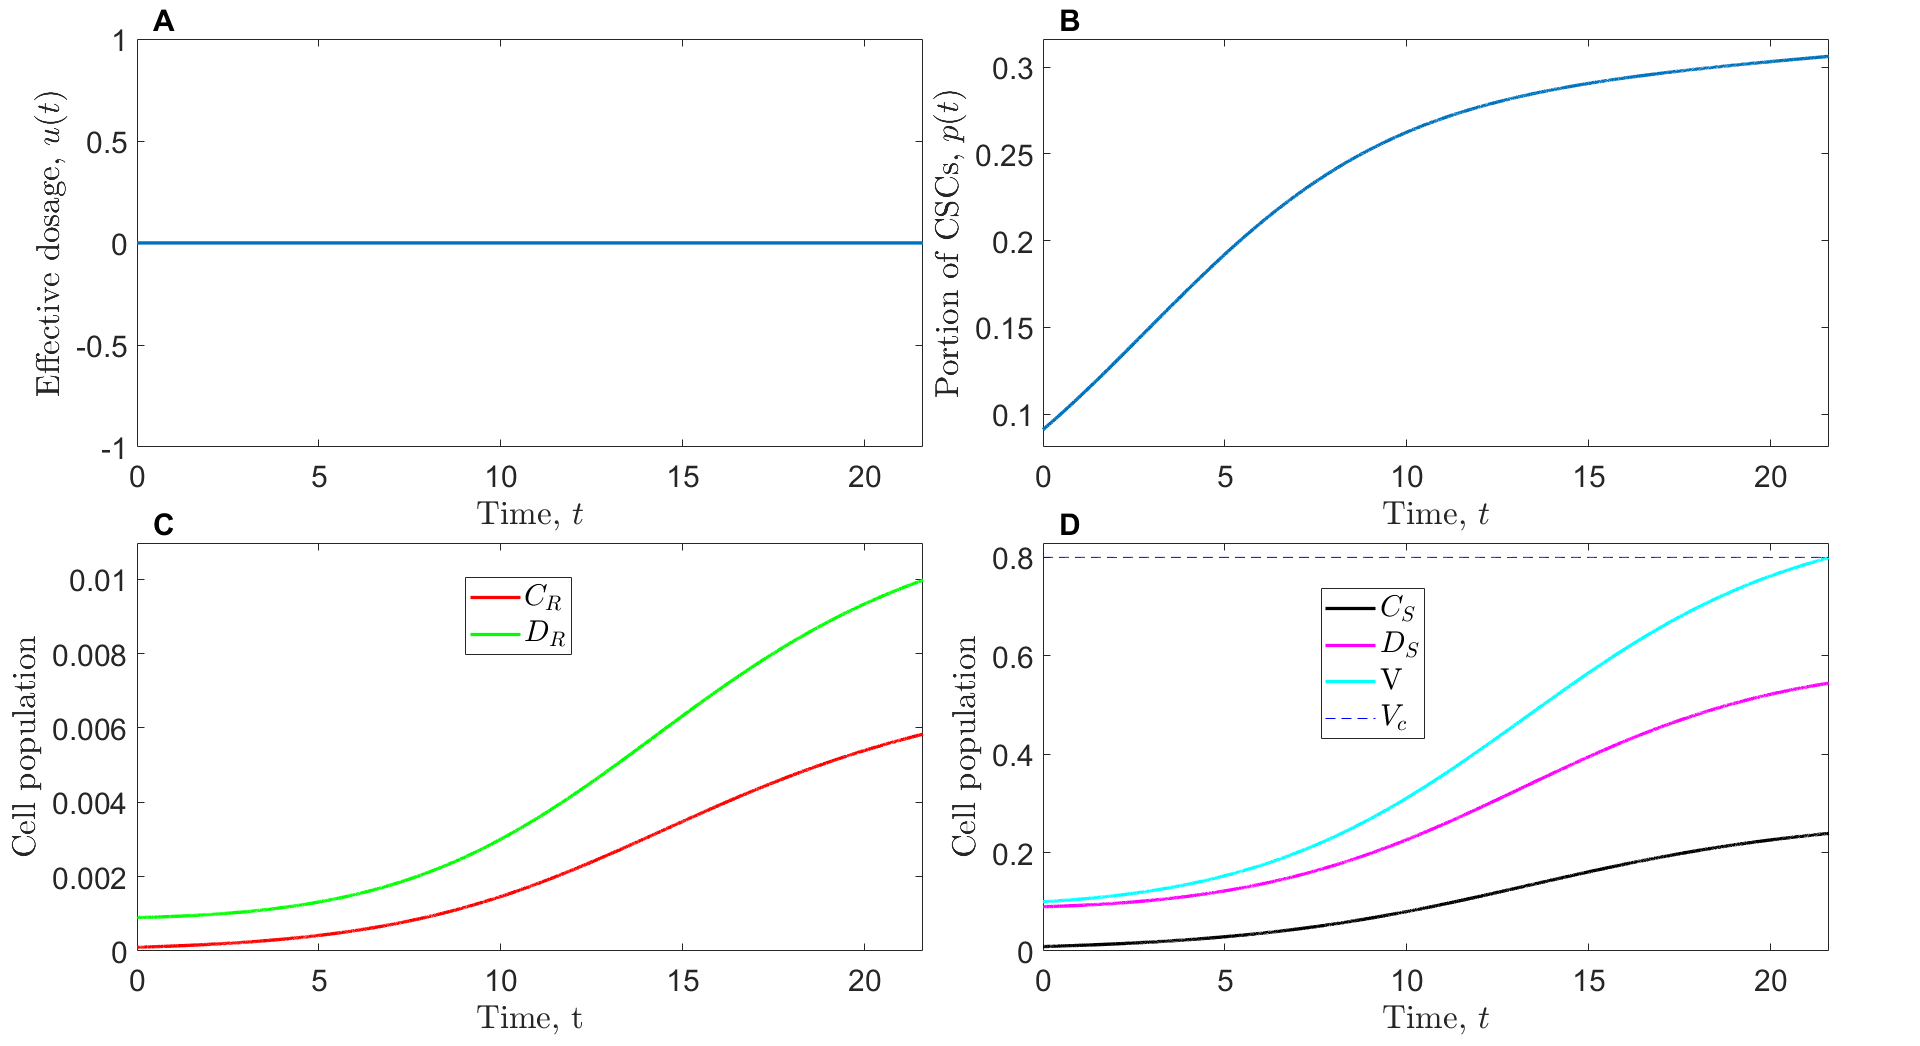 A
Effective dosage, u(t)
1
0.5
0
-0.5
-1
0 5 10 15 20
Time, t
B
Portion of CSCs, p(t)
0.3
0.25
0.2
0.15
0.1
0 5 10 15 20
Time, t
C
Cell population
0.01
0.008
0.006
0.004
0.002
0
C_R
D_R
0 5 10 15 20
Time, t
D
Cell population
0.8
0.6
0.4
0.2
0
C_S
D_S
V
V_c
0 5 10 15 20
Time, t